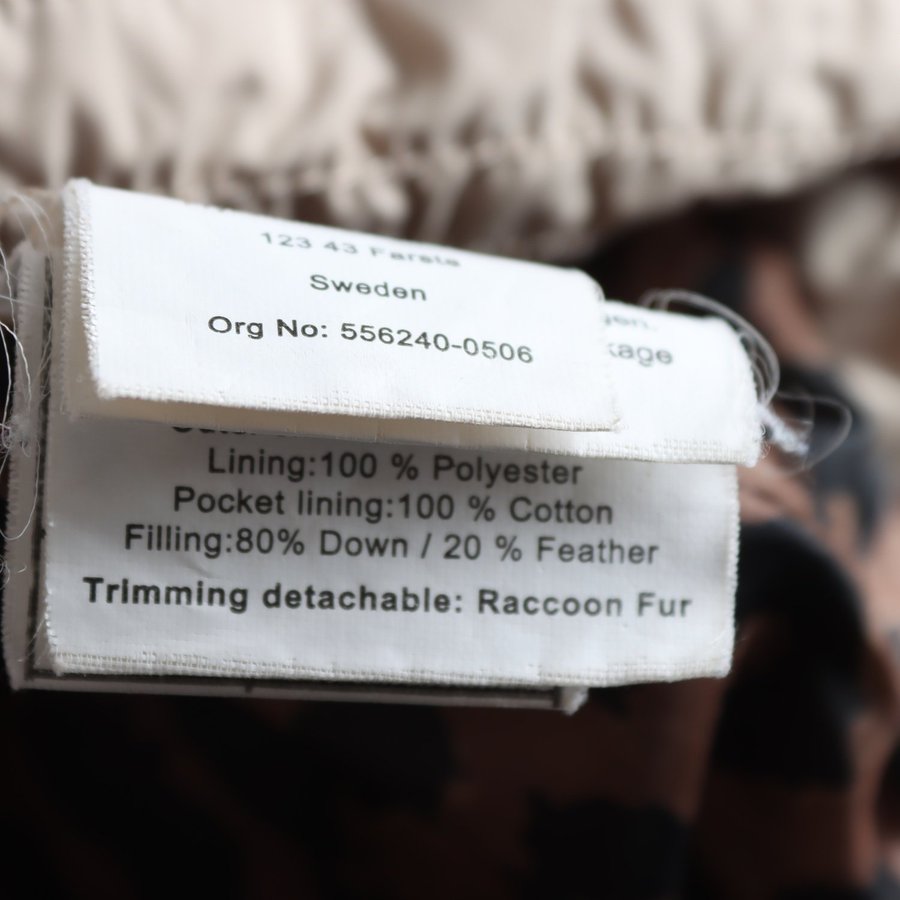 123 43 Farsta
Sweden
Org No: 556240-0506
Lining:100 % Polyester
Pocket lining:100 % Cotton
Filling:80% Down / 20 % Feather
Trimming detachable: Raccoon Fur